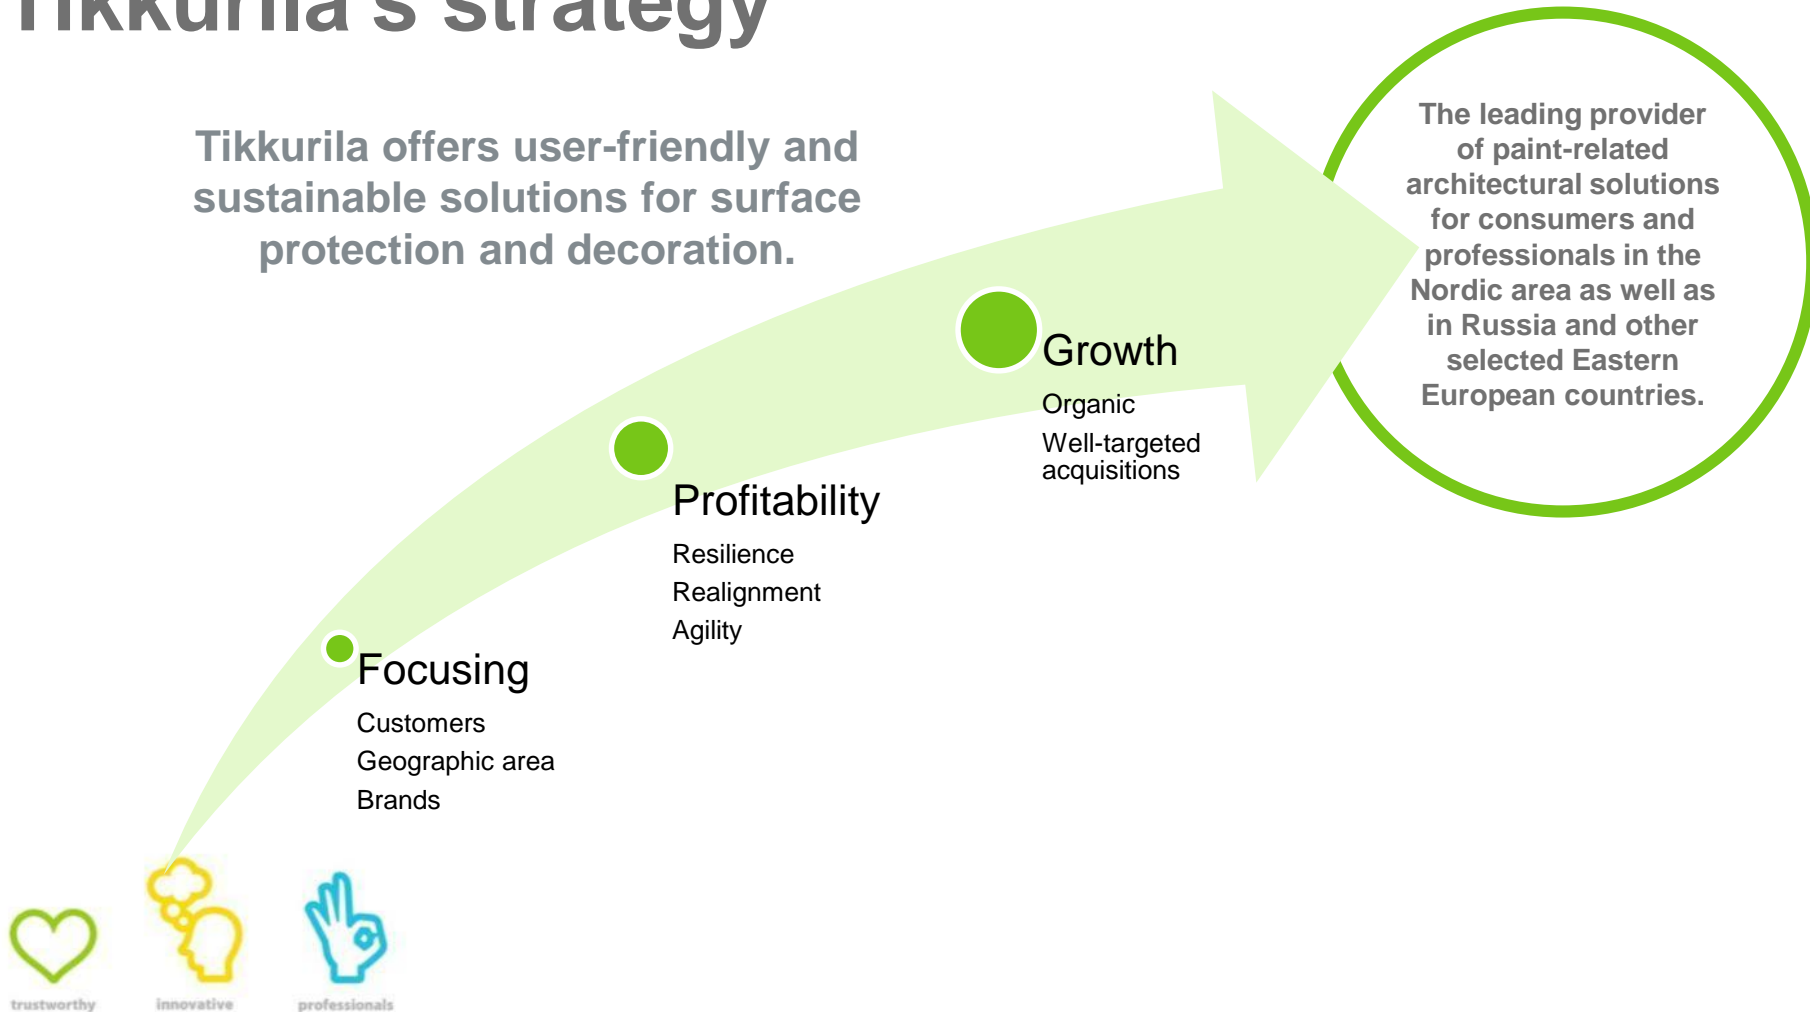 Tikkurila's strategy
Tikkurila offers user-friendly and
sustainable solutions for surface
protection and decoration.
The leading provider
of paint-related
architectural solutions
for consumers and
professionals in the
Nordic area as well as
in Russia and other
selected Eastern
European countries.
Growth
Organic
Well-targeted
acquisitions
Profitability
Resilience
Realignment
Agility
Focusing
Customers
Geographic area
Brands
trustworthy
innovative
professionals